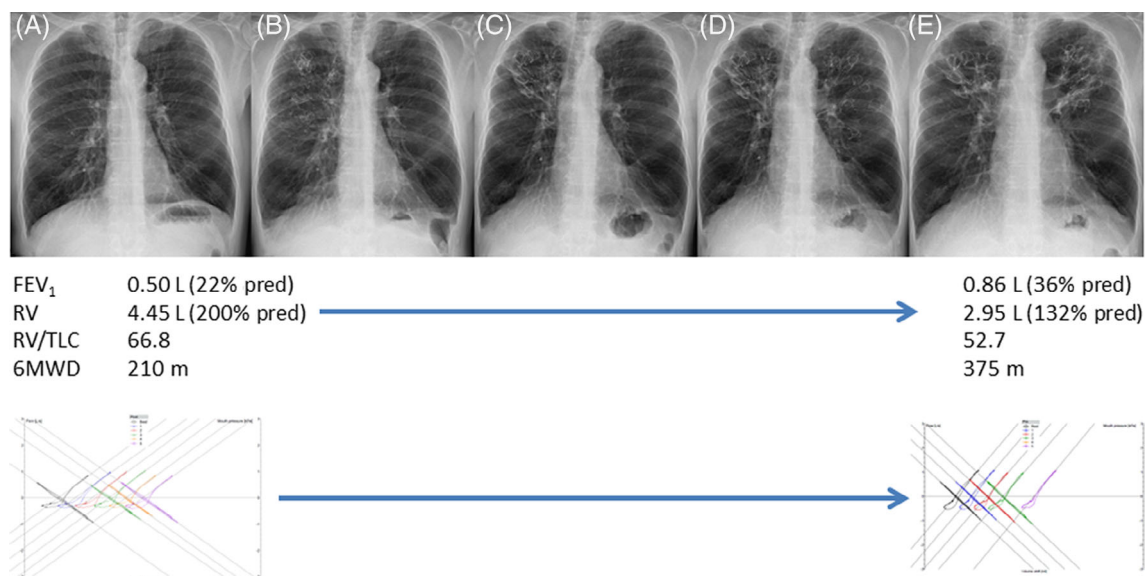 (A) (B) (C) (D) (E)
FEV₁ 0.50 L (22% pred) 0.86 L (36% pred)
RV 4.45 L (200% pred) 2.95 L (132% pred)
RV/TLC 66.8 52.7
6MWD 210 m 375 m